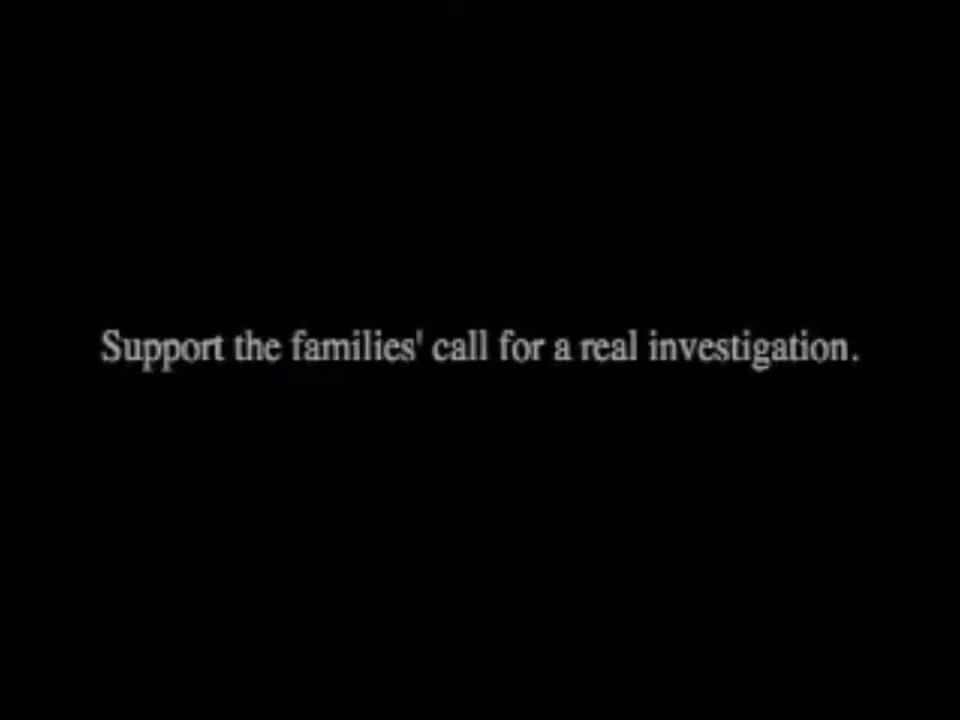 Support the families' call for a real investigation.